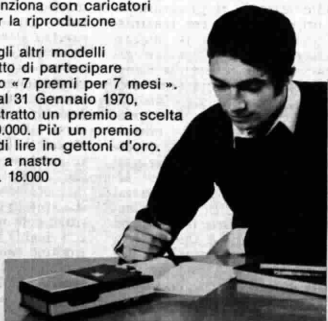 nziona con caricatori
r la riproduzione
gli altri modelli
tto di partecipare
o « 7 premi per 7 mesi ».
al 31 Gennaio 1970,
stratto un premio a scelta
0.000. Più un premio
di lire in gettoni d'oro.
a nastro
. 18.000